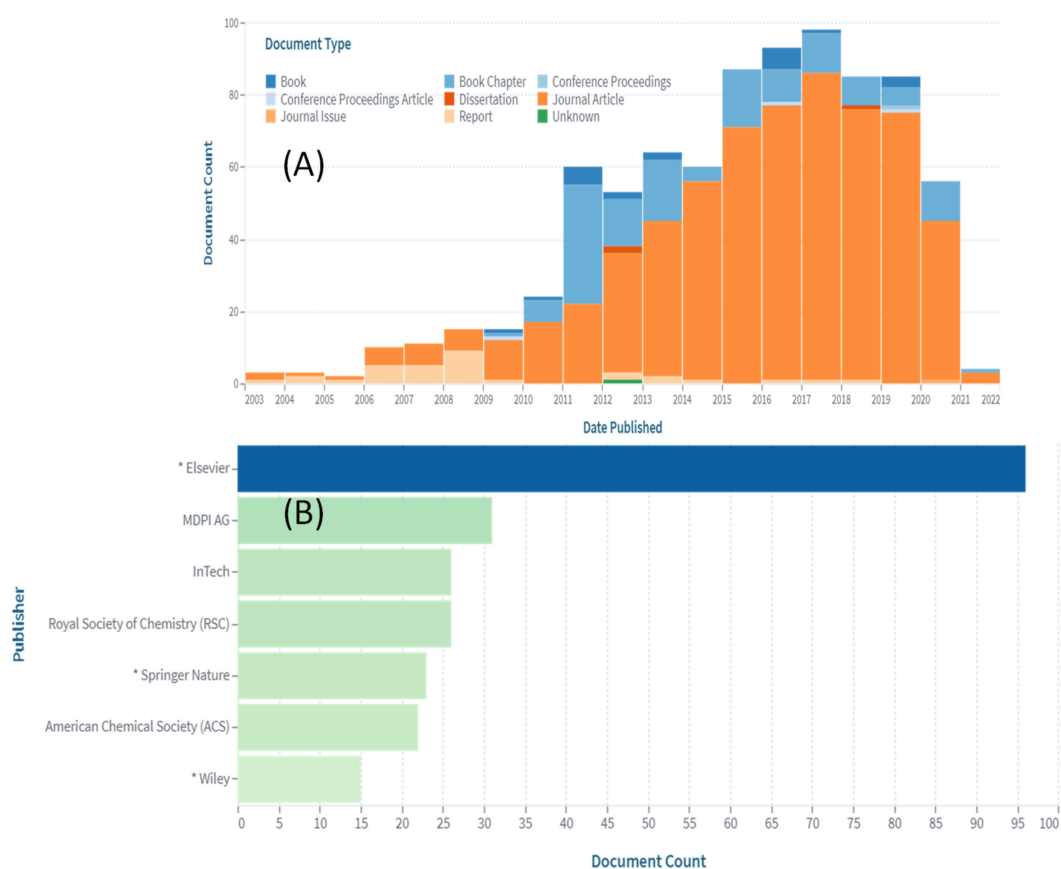 100
Document Type
Book Book Chapter Conference Proceedings
80
Conference Proceedings Article Dissertation Journal Article
Journal Issue Report Unknown
(A)
60
Document Count
40
20
0
2003 2004 2005 2006 2007 2008 2009 2010 2011 2012 2013 2014 2015 2016 2017 2018 2019 2020 2021 2022
Date Published
* Elsevier
(B)
MDPI AG
InTech
Publisher
Royal Society of Chemistry (RSC)
* Springer Nature
American Chemical Society (ACS)
* Wiley
0 5 10 15 20 25 30 35 40 45 50 55 60 65 70 75 80 85 90 95 100
Document Count